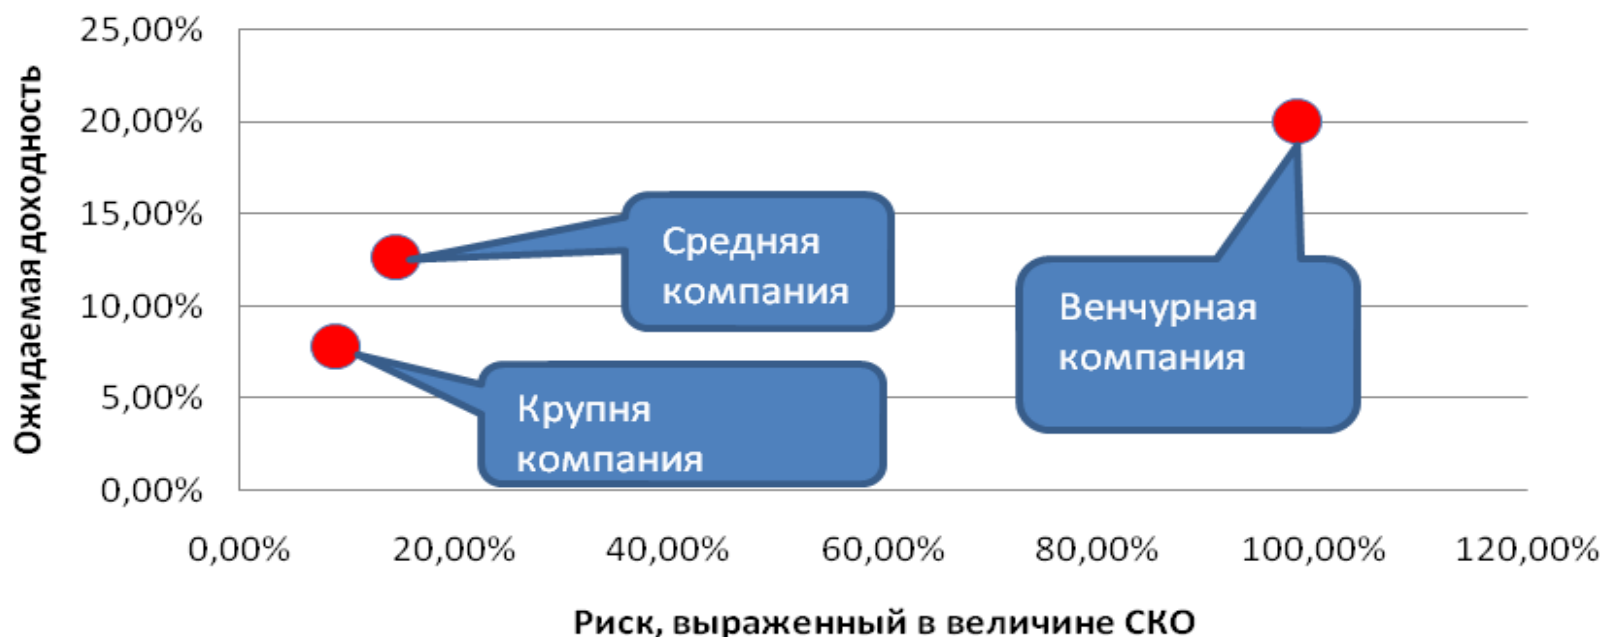 25,00%
20,00%
15,00%
10,00%
5,00%
0,00%
Ожидаемая доходность
Средняя
компания
Венчурная
компания
Крупня
компания
0,00%
20,00%
40,00%
60,00%
80,00%
100,00%
120,00%
Риск, выраженный в величине СКО